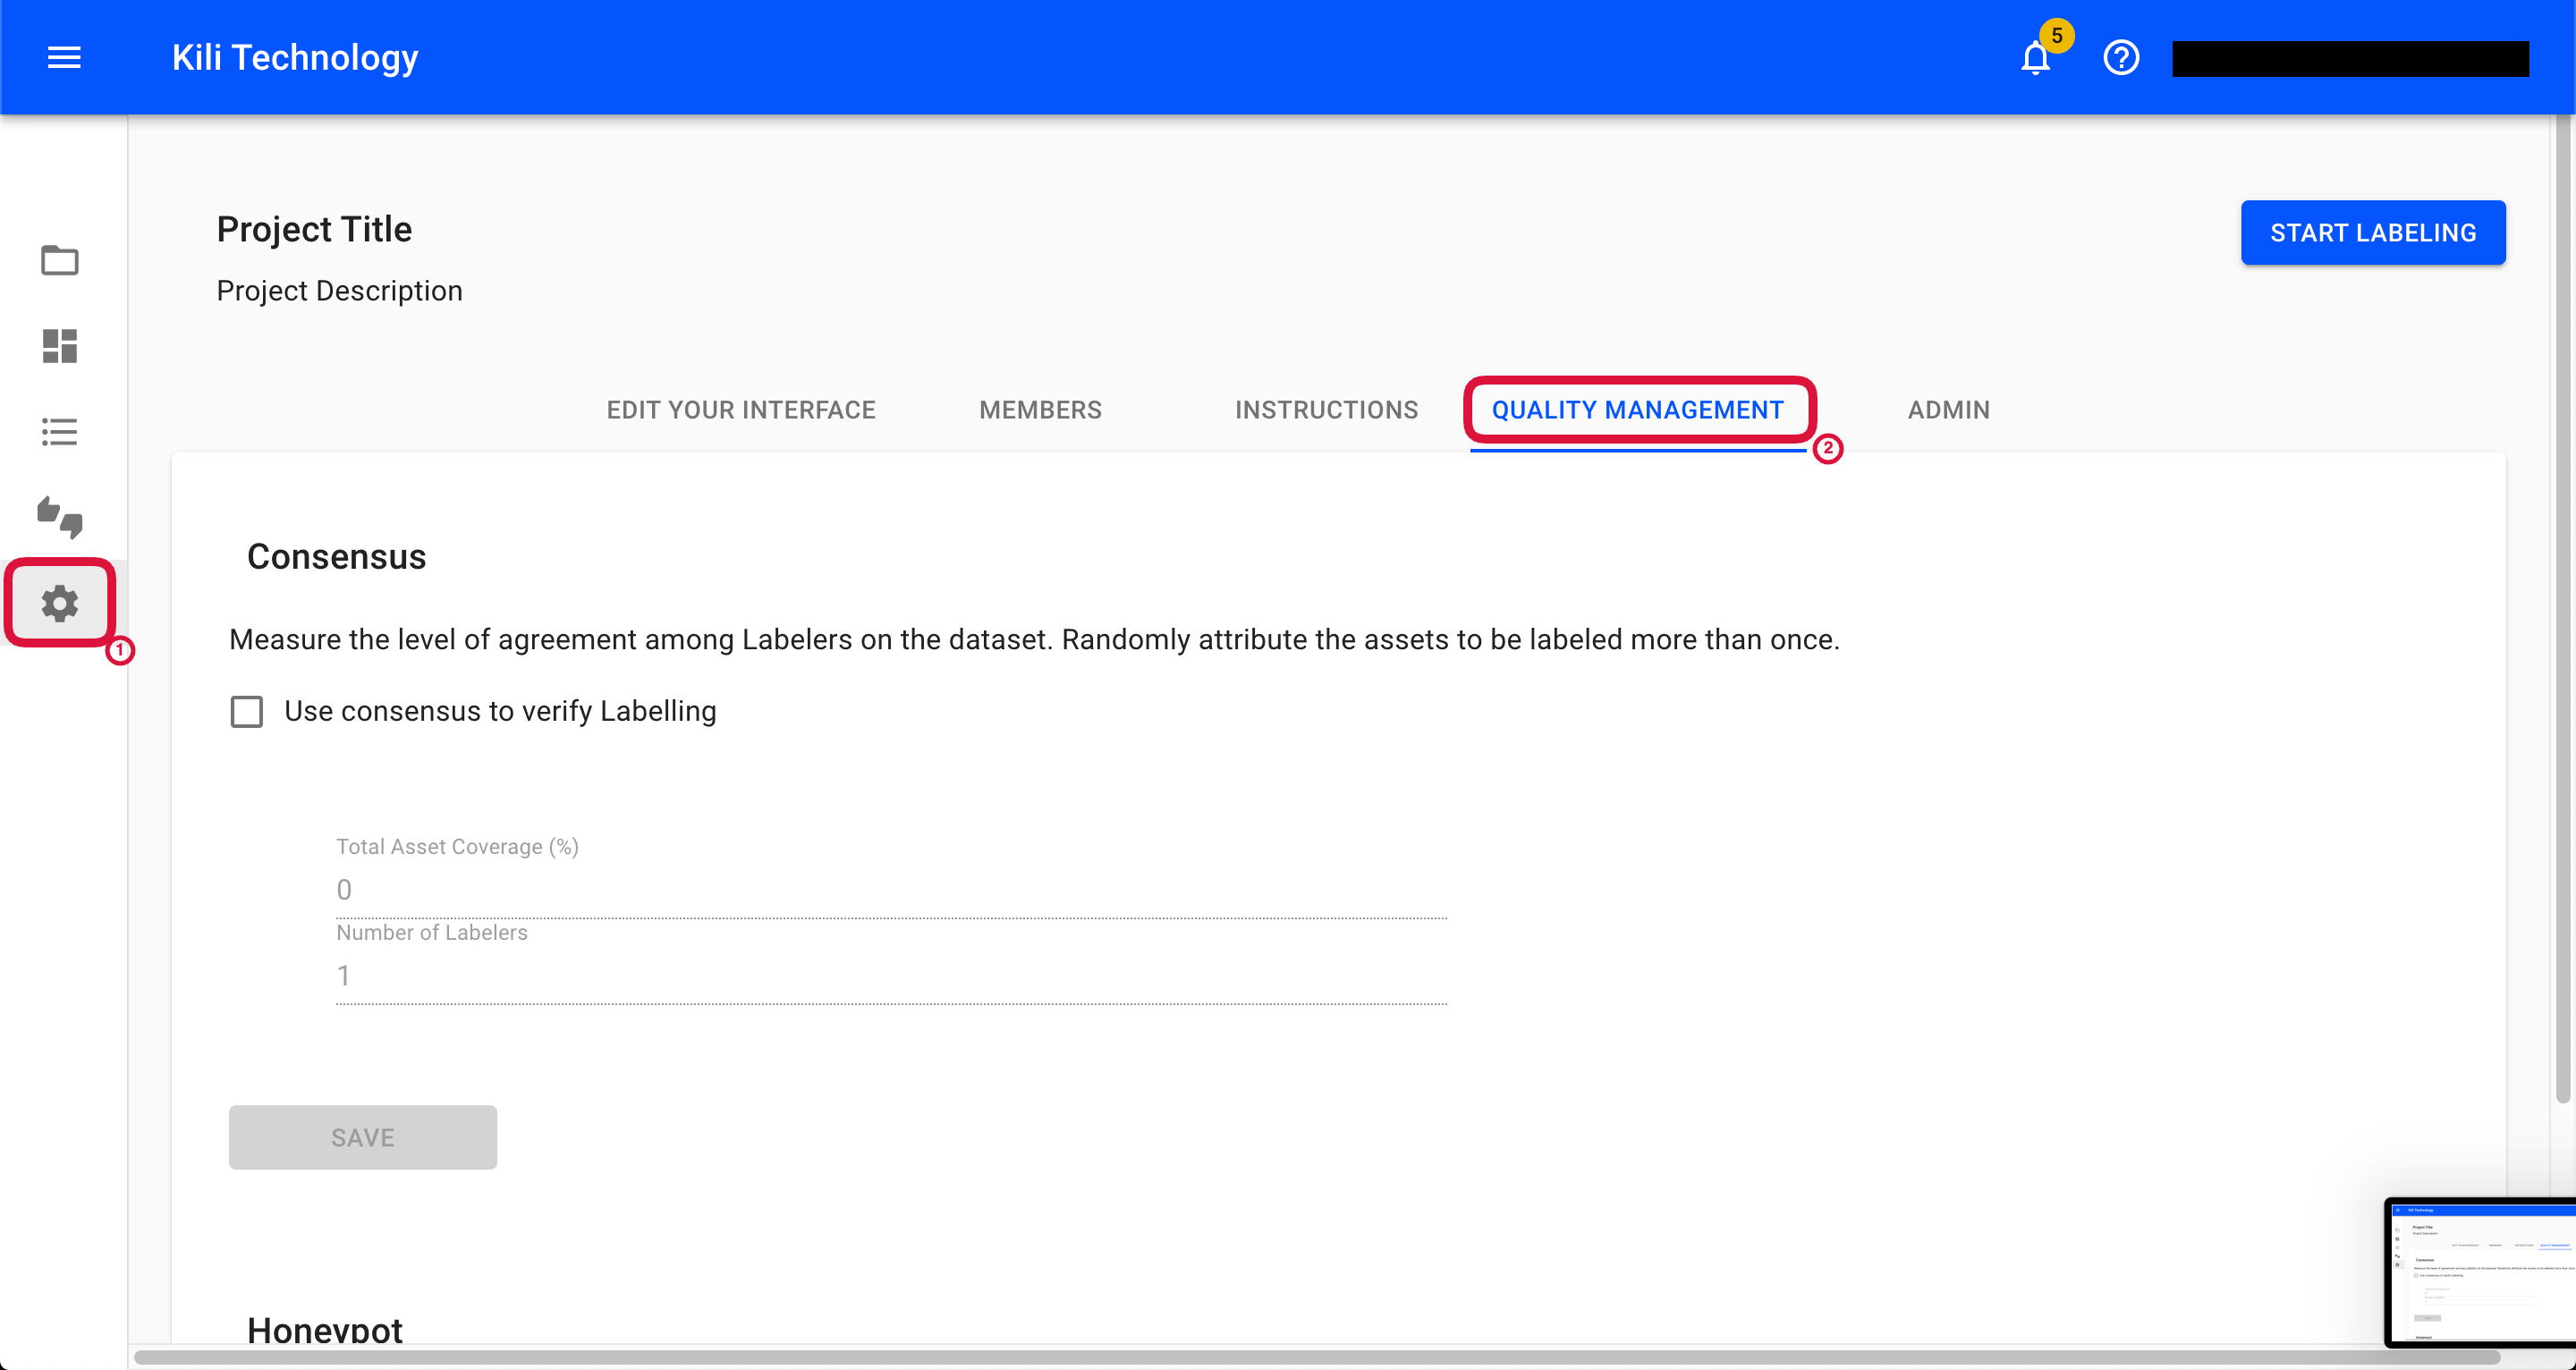 Kili Technology
5
Project Title
START LABELING
Project Description
EDIT YOUR INTERFACE MEMBERS INSTRUCTIONS QUALITY MANAGEMENT ADMIN
2
Consensus
Measure the level of agreement among Labelers on the dataset. Randomly attribute the assets to be labeled more than once.
1
Use consensus to verify Labelling
Total Asset Coverage (%)
0
Number of Labelers
1
SAVE
Honeypot